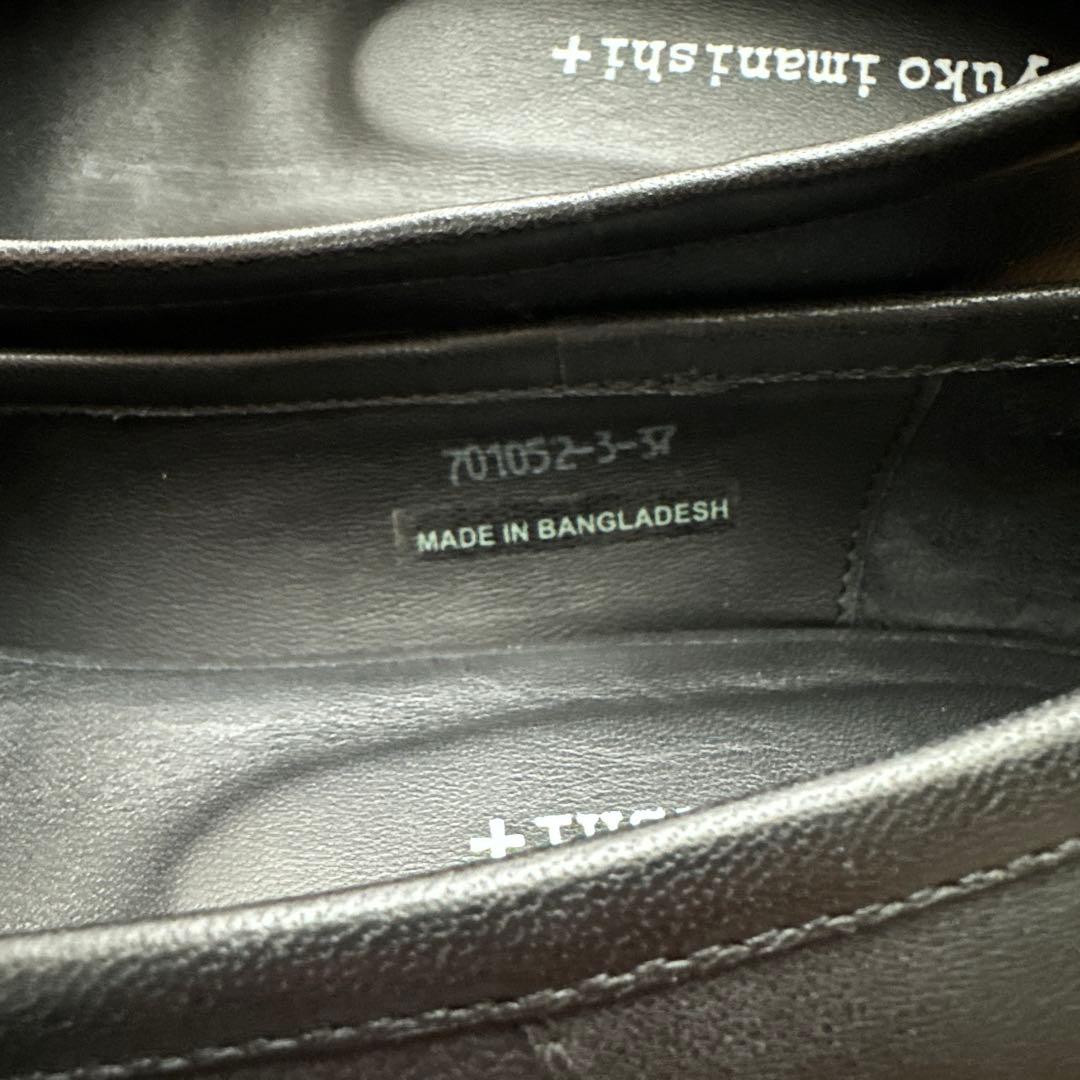 yuko imanishi+
701052-3-37
MADE IN BANGLADESH
+